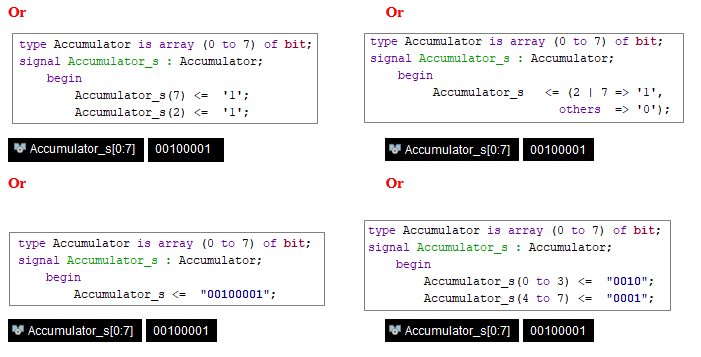 Or
type Accumulator is array (0 to 7) of bit;
signal Accumulator_s : Accumulator;
begin
Accumulator_s(7) <= '1';
Accumulator_s(2) <= '1';
Accumulator_s[0:7] 00100001
Or
type Accumulator is array (0 to 7) of bit;
signal Accumulator_s : Accumulator;
begin
Accumulator_s <= (2 | 7 => '1',
others => '0');
Accumulator_s[0:7] 00100001
Or
type Accumulator is array (0 to 7) of bit;
signal Accumulator_s : Accumulator;
begin
Accumulator_s <= "00100001";
Accumulator_s[0:7] 00100001
Or
type Accumulator is array (0 to 7) of bit;
signal Accumulator_s : Accumulator;
begin
Accumulator_s(0 to 3) <= "0010";
Accumulator_s(4 to 7) <= "0001";
Accumulator_s[0:7] 00100001